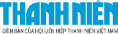 THANH NIÊN
DIỄN ĐÀN CỦA HỘI LIÊN HIỆP THANH NIÊN VIỆT NAM